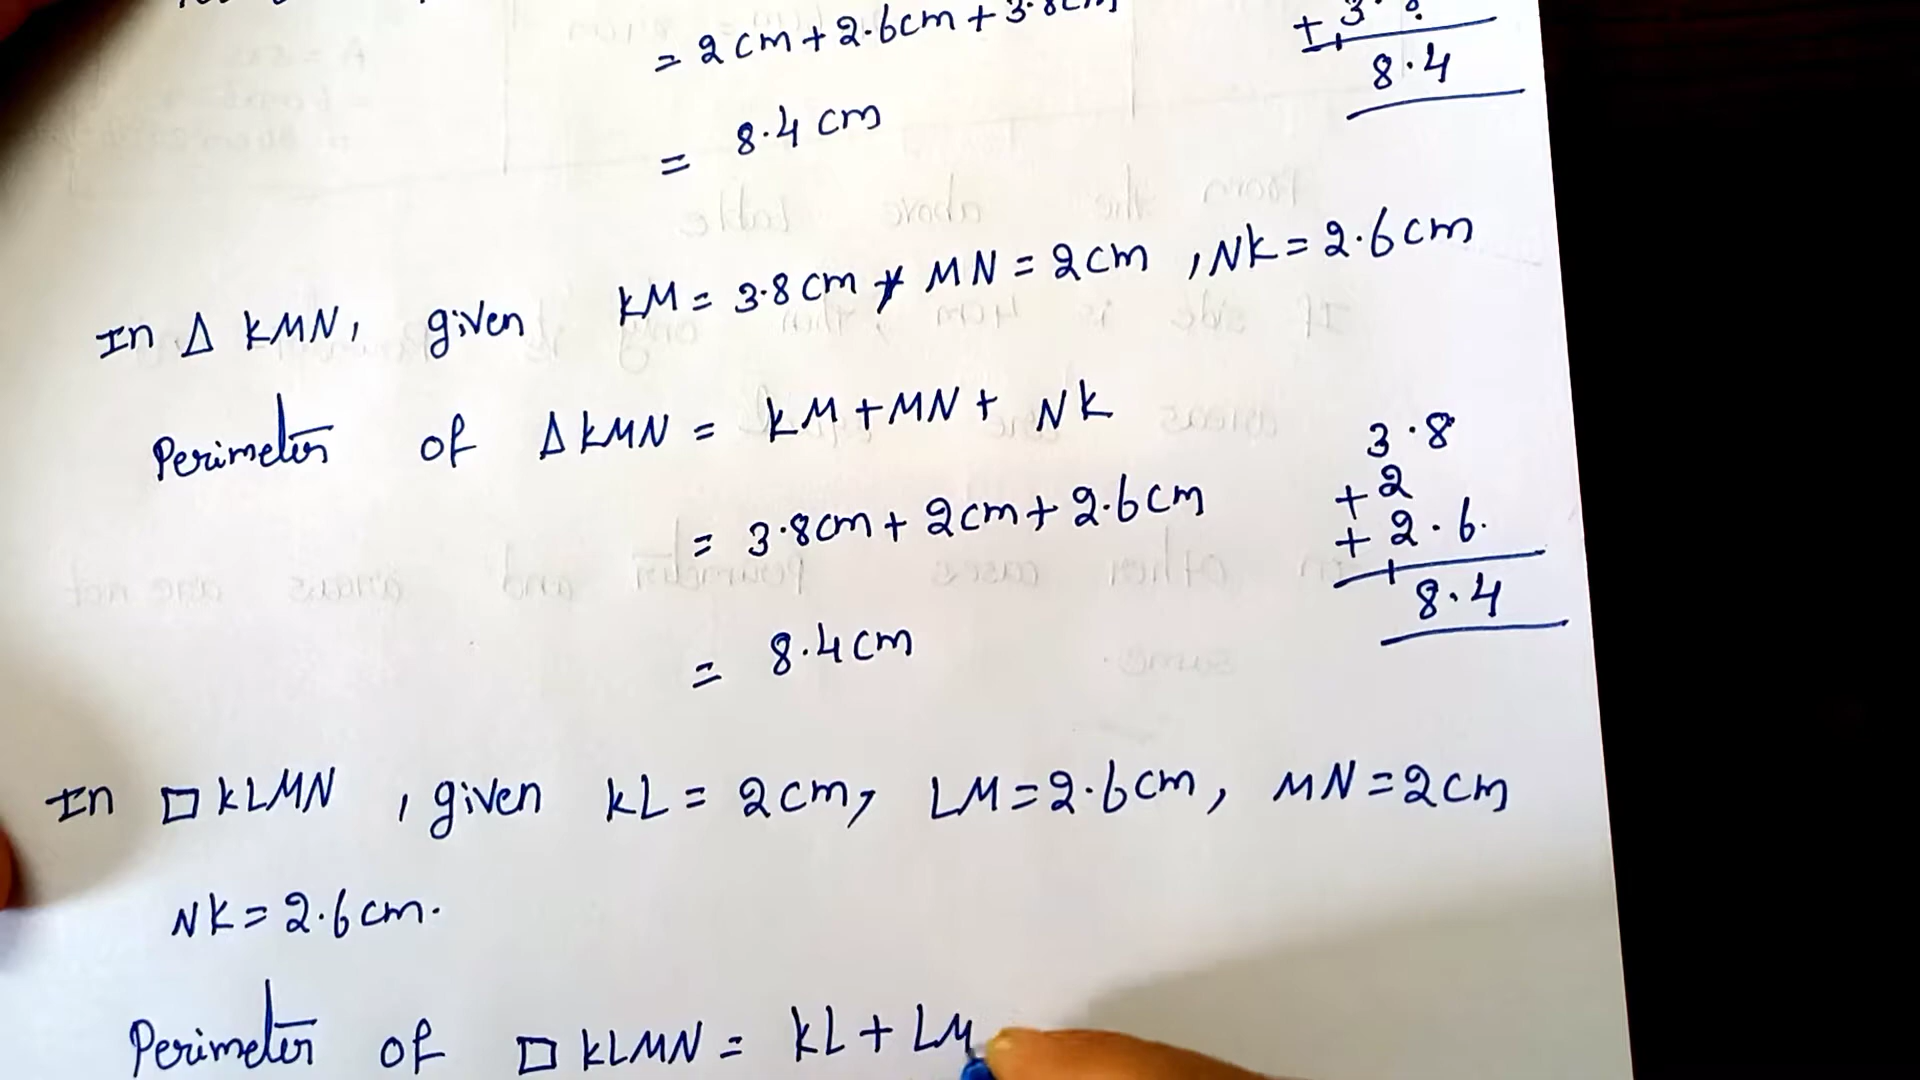 = 2cm + 2.6cm + 3.8cm
+ 3.8
8.4
= 8.4 cm
In Δ KMN, given KM = 3.8cm, MN = 2cm, NK = 2.6cm
Perimeter of ΔKMN = KM + MN + NK
3.8
+ 2
= 3.8cm + 2cm + 2.6cm
+ 2.6.
8.4
= 8.4cm
In □ KLMN, given KL = 2cm, LM = 2.6cm, MN = 2cm
NK = 2.6cm.
Perimeter of □ KLMN = KL + LM